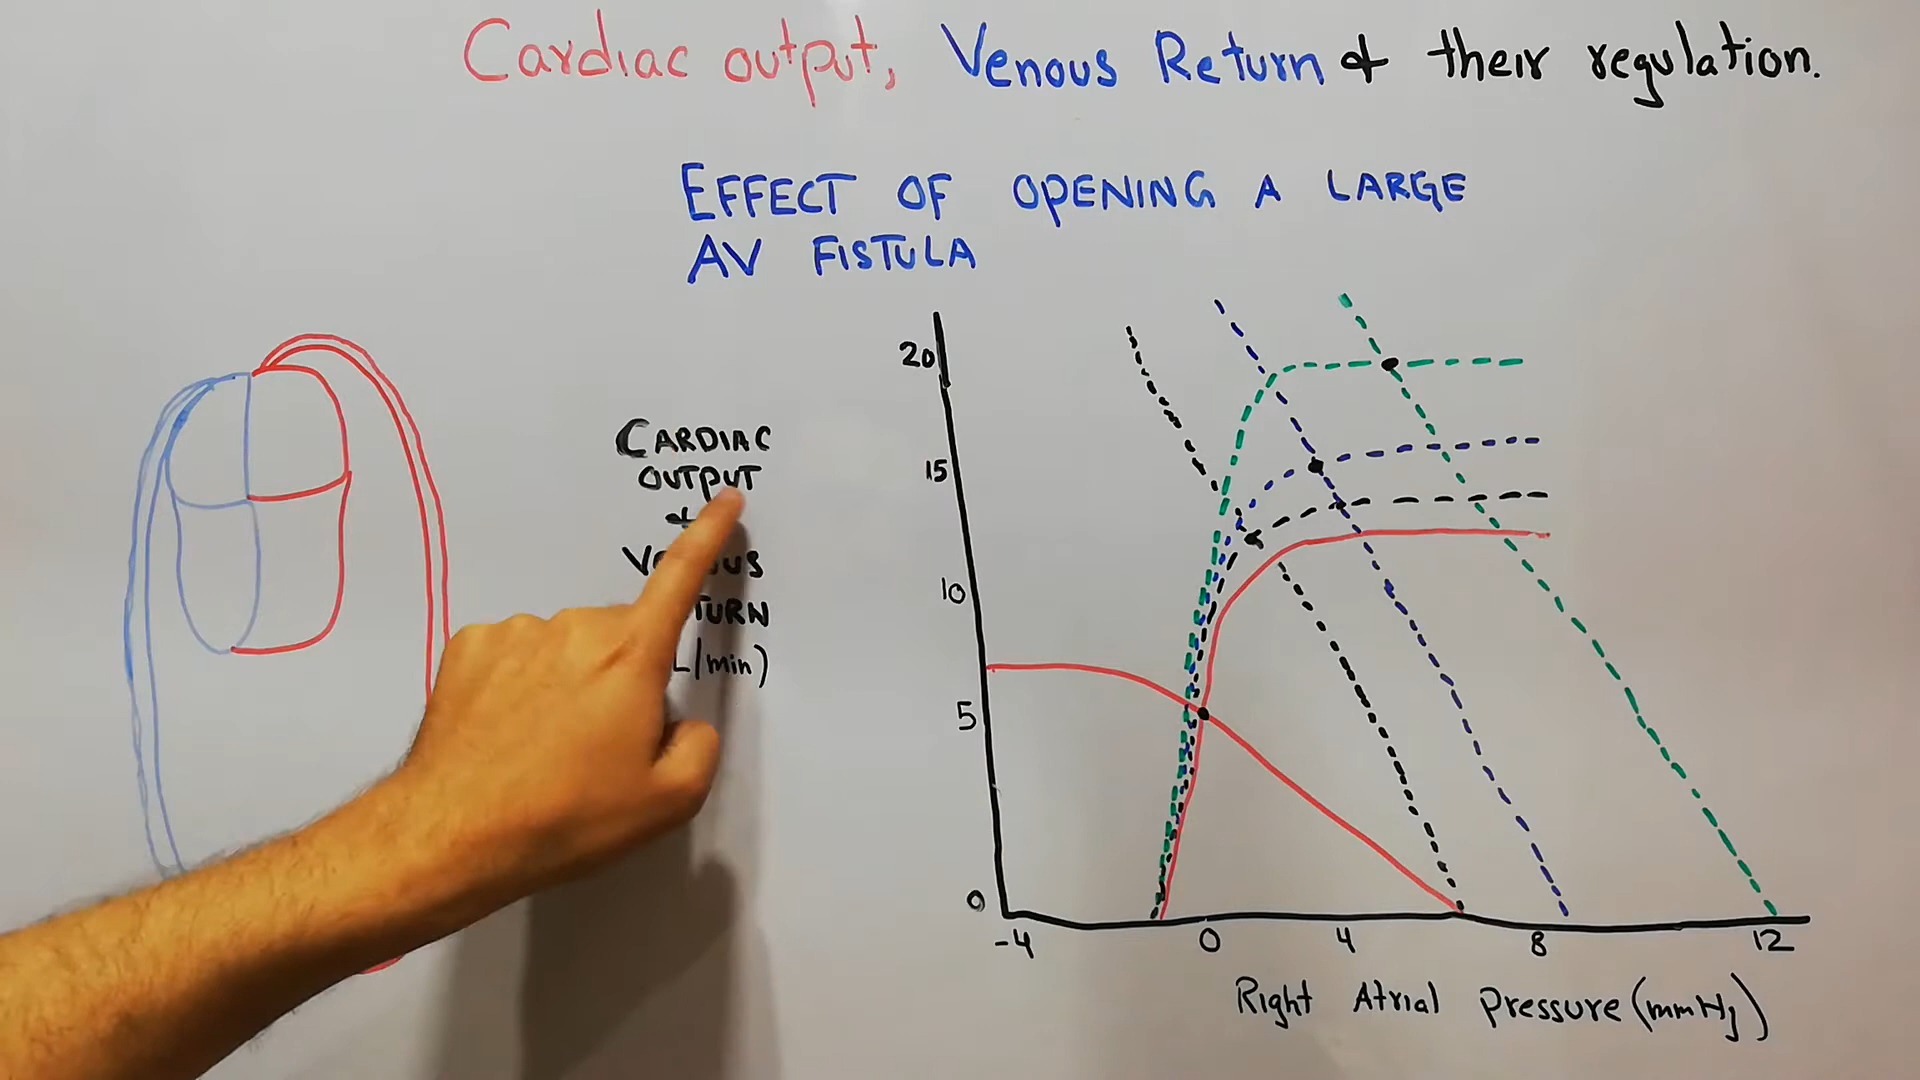 Cardiac output, Venous Return & their regulation.
EFFECT OF OPENING A LARGE
AV FISTULA
CARDIAC
OUTPUT
20
15
10
5
0
-4 0 4 8 12
Right Atrial Pressure (mmHg)
L/min)